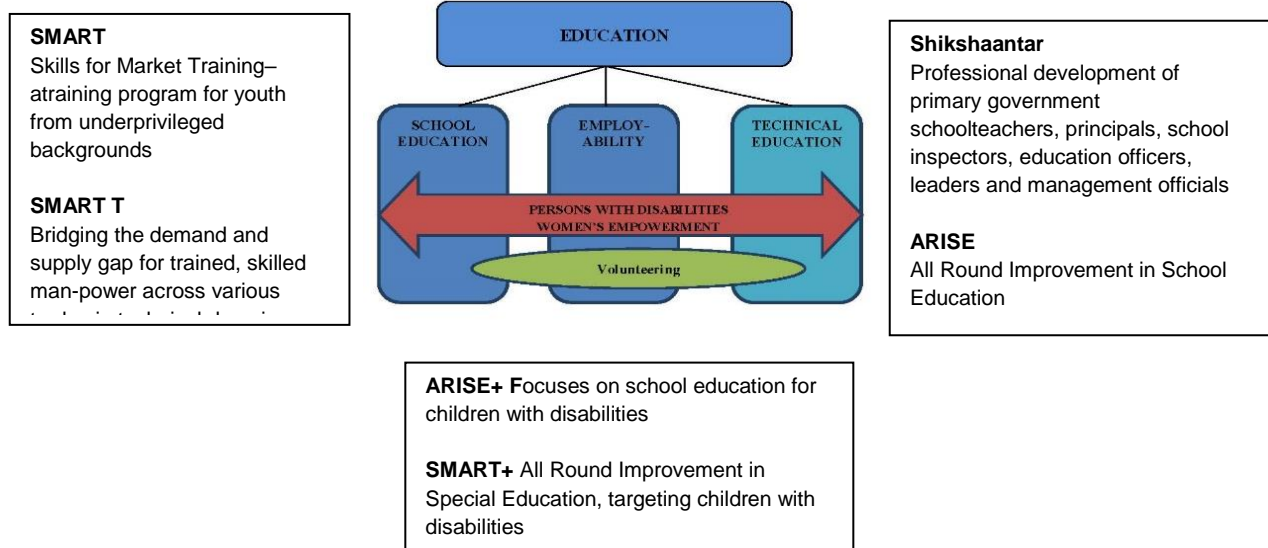 SMART
Skills for Market Training–
atraining program for youth
from underprivileged
backgrounds
SMART T
Bridging the demand and
supply gap for trained, skilled
man-power across various
EDUCATION
SCHOOL
EDUCATION
EMPLOY-
ABILITY
TECHNICAL
EDUCATION
PERSONS WITH DISABILITIES
WOMEN'S EMPOWERMENT
Volunteering
Shikshaantar
Professional development of
primary government
schoolteachers, principals, school
inspectors, education officers,
leaders and management officials
ARISE
All Round Improvement in School
Education
ARISE+ Focuses on school education for
children with disabilities
SMART+ All Round Improvement in
Special Education, targeting children with
disabilities